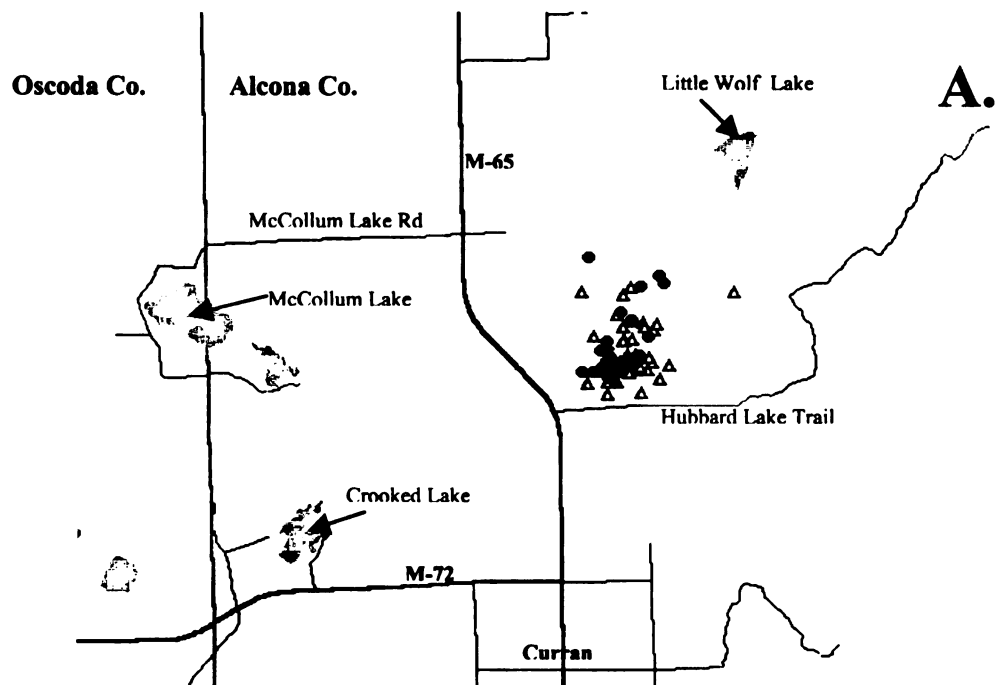 Little Wolf Lake
Oscoda Co.
Alcona Co.
A.
M-65
McCollum Lake Rd
McCollum Lake
Hubbard Lake Trail
Crooked Lake
M-72
Curran